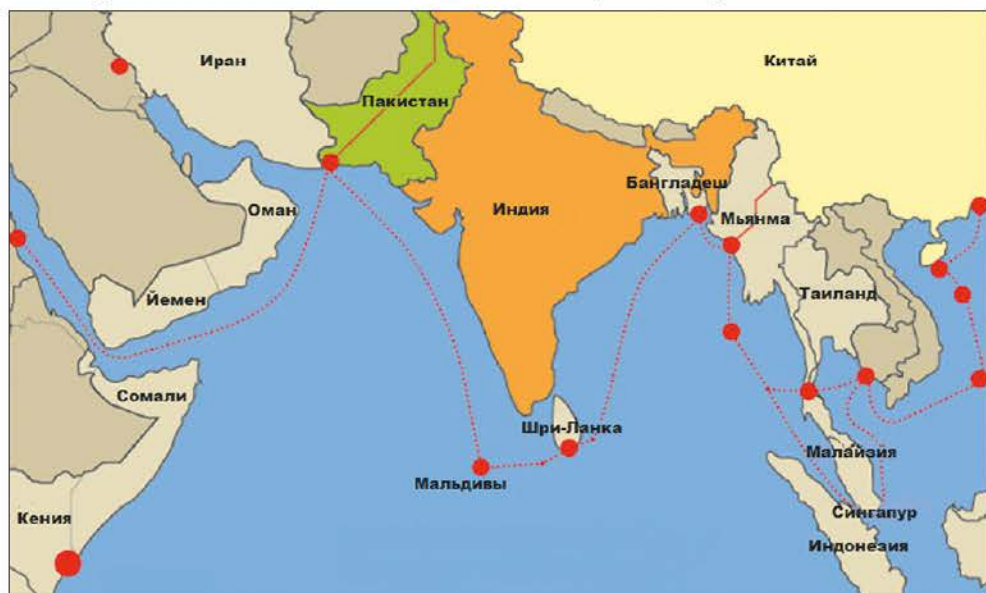 Иран
Китай
Пакистан
Бангладеш
Оман
Индия
Мьянма
Йемен
Таиланд
Сомали
Шри-Ланка
Малайзия
Мальдивы
Кения
Сингапур
Индонезия